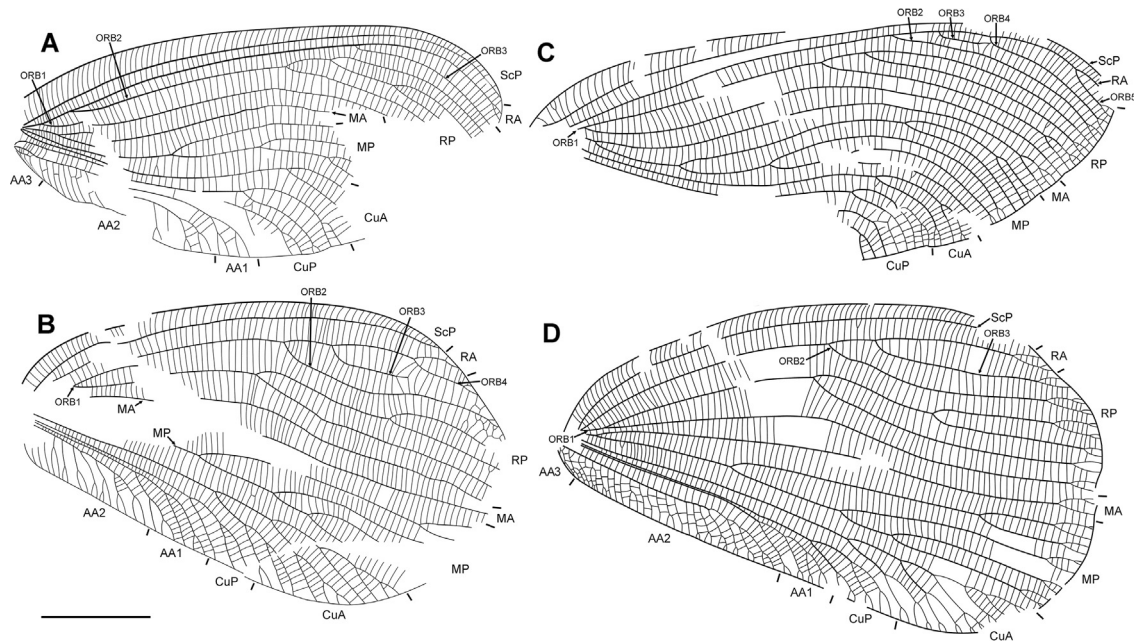 A
ORB1
ORB2
ORB3
ScP
RA
RP
MA
MP
CuA
CuP
AA1
AA2
AA3
C
ORB1
ORB2
ORB3
ORB4
ScP
RA
ORB5
RP
MA
MP
CuA
CuP
B
ORB1
MA
MP
ORB2
ORB3
ScP
RA
ORB4
RP
MA
MP
CuA
CuP
AA1
AA2
D
ORB1
ORB2
ScP
ORB3
RA
RP
MA
MP
CuA
CuP
AA1
AA2
AA3